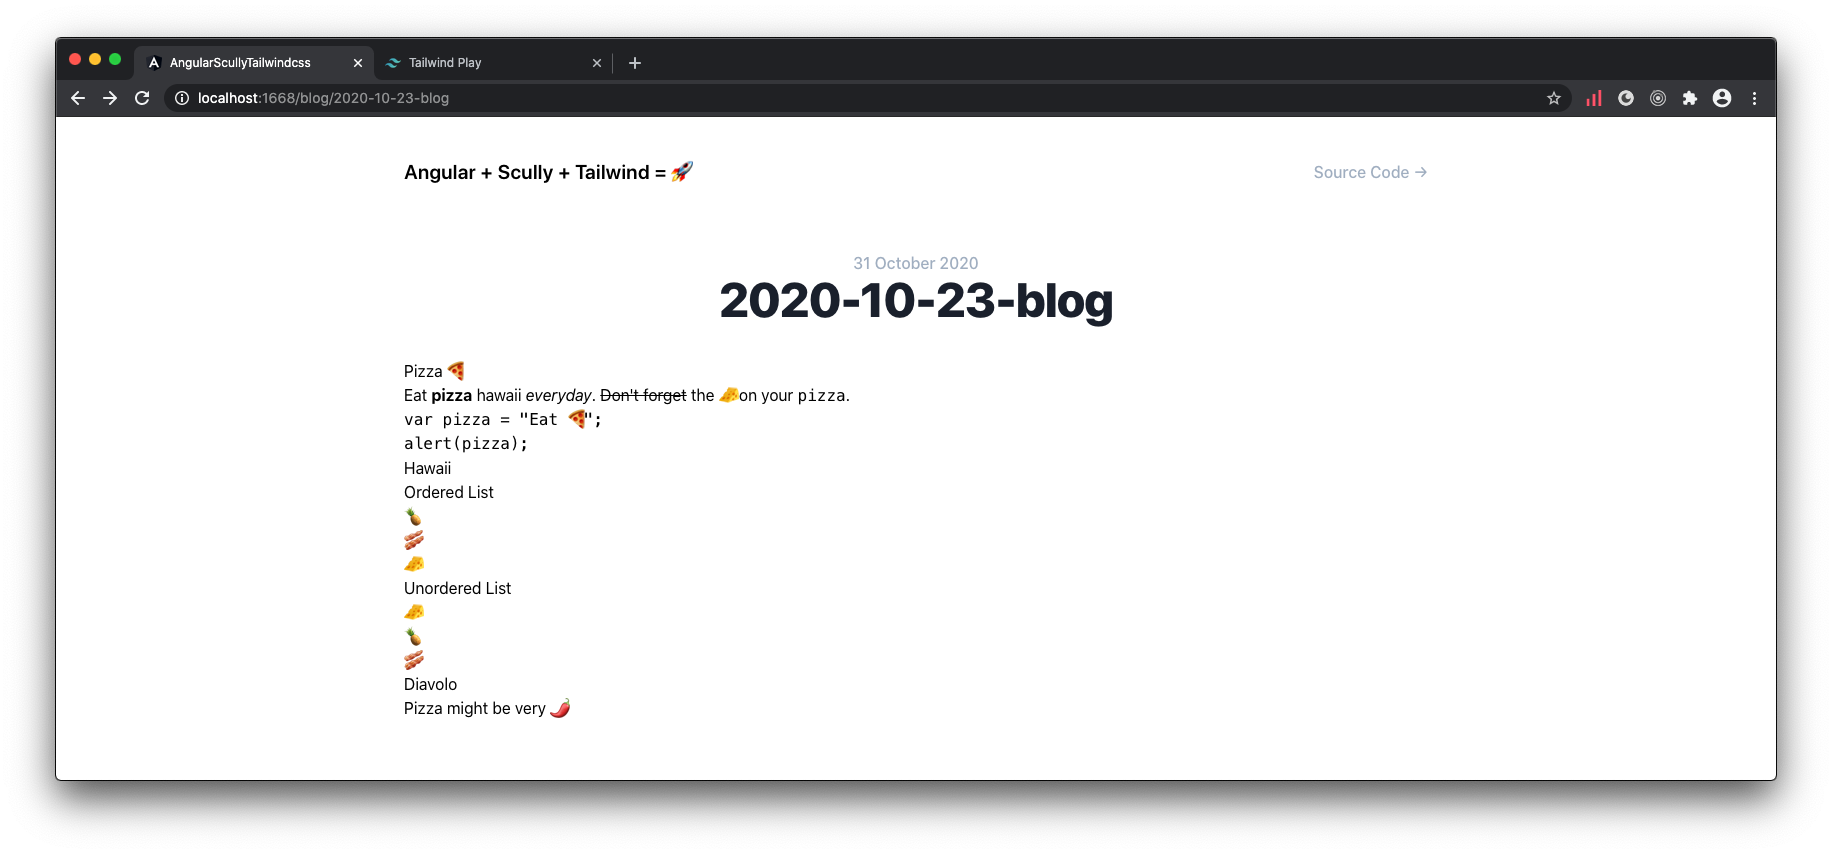 AngularScullyTailwindcss
Tailwind Play
localhost:1668/blog/2020-10-23-blog
Angular + Scully + Tailwind = 🚀
Source Code →
31 October 2020
2020-10-23-blog
Pizza 🍕
Eat pizza hawaii everyday. Don't forget the 🧀on your pizza.
var pizza = "Eat 🍕";
alert(pizza);
Hawaii
Ordered List
🍍
🥓
🧀
Unordered List
🧀
🍍
🥓
Diavolo
Pizza might be very 🌶